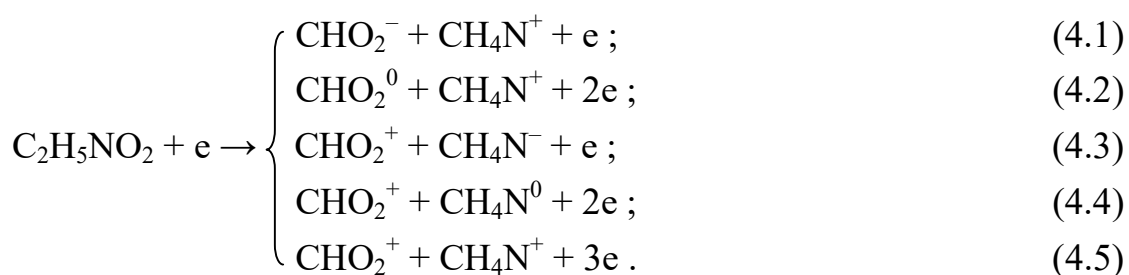 CHO₂⁻ + CH₄N⁺ + e ; (4.1)
CHO₂⁰ + CH₄N⁺ + 2e ; (4.2)
C₂H₅NO₂ + e → CHO₂⁺ + CH₄N⁻ + e ; (4.3)
CHO₂⁺ + CH₄N⁰ + 2e ; (4.4)
CHO₂⁺ + CH₄N⁺ + 3e . (4.5)